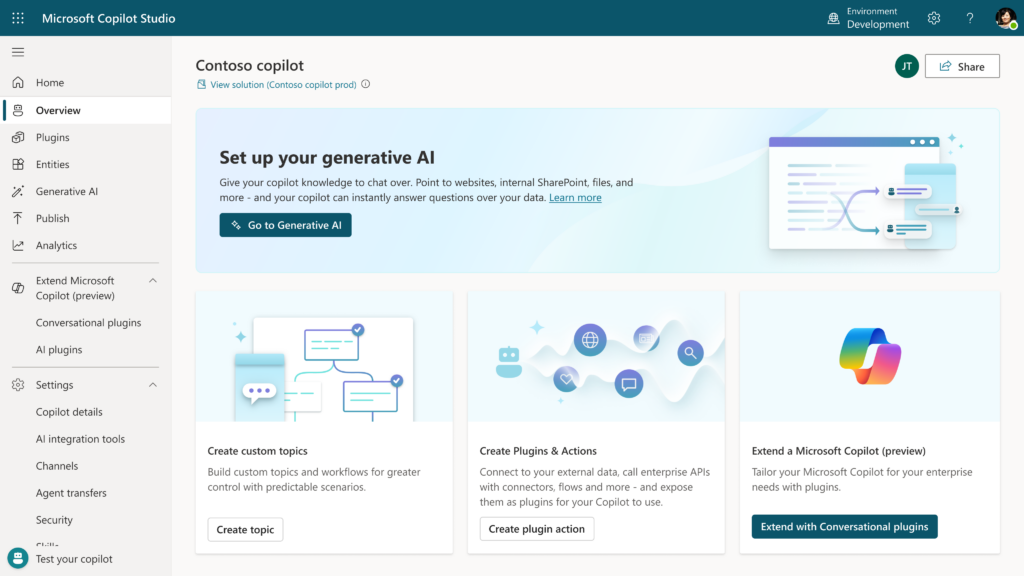 Microsoft Copilot Studio
Environment
Development
?
Home
Overview
Plugins
Entities
Generative AI
Publish
Analytics
Extend Microsoft
Copilot (preview)
Conversational plugins
AI plugins
Settings
Copilot details
AI integration tools
Channels
Agent transfers
Security
Skills
Test your copilot
Contoso copilot
View solution (Contoso copilot prod)
JT
Share
Set up your generative AI
Give your copilot knowledge to chat over. Point to websites, internal SharePoint, files, and
more - and your copilot can instantly answer questions over your data. Learn more
Go to Generative AI
Create custom topics
Build custom topics and workflows for greater
control with predictable scenarios.
Create topic
Create Plugins & Actions
Connect to your external data, call enterprise APIs
with connectors, flows and more - and expose
them as plugins for your Copilot to use.
Create plugin action
Extend a Microsoft Copilot (preview)
Tailor your Microsoft Copilot for your enterprise
needs with plugins.
Extend with Conversational plugins